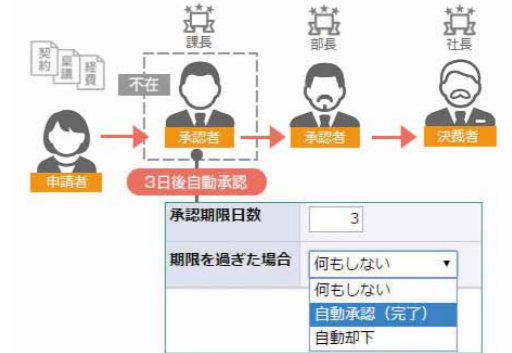 課長
部長
社長
契約
稟議
経費
不在
承認者
承認者
決裁者
申請者
3日後自動承認
承認期限日数
3
期限を過ぎた場合
何もしない
何もしない
自動承認（完了）
自動却下